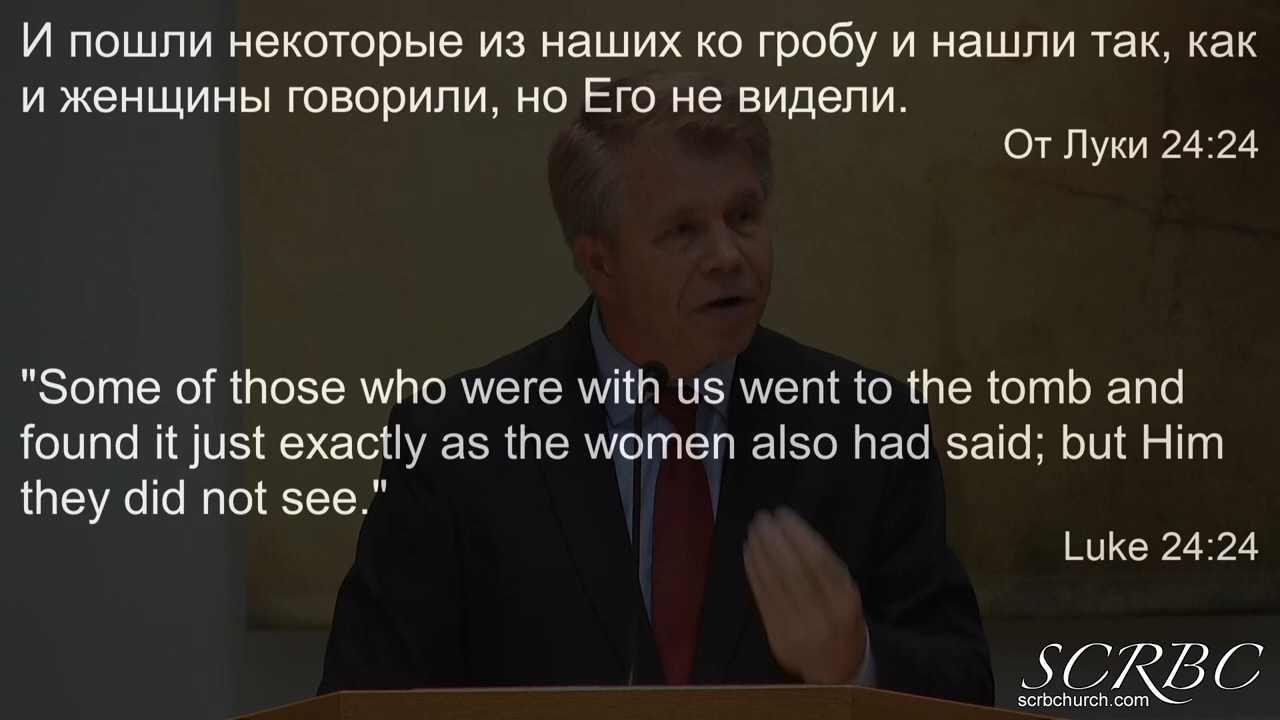 И пошли некоторые из наших ко гробу и нашли так, как
и женщины говорили, но Его не видели.
От Луки 24:24
"Some of those who were with us went to the tomb and
found it just exactly as the women also had said; but Him
they did not see."
Luke 24:24
SCRBC
scrbchurch.com